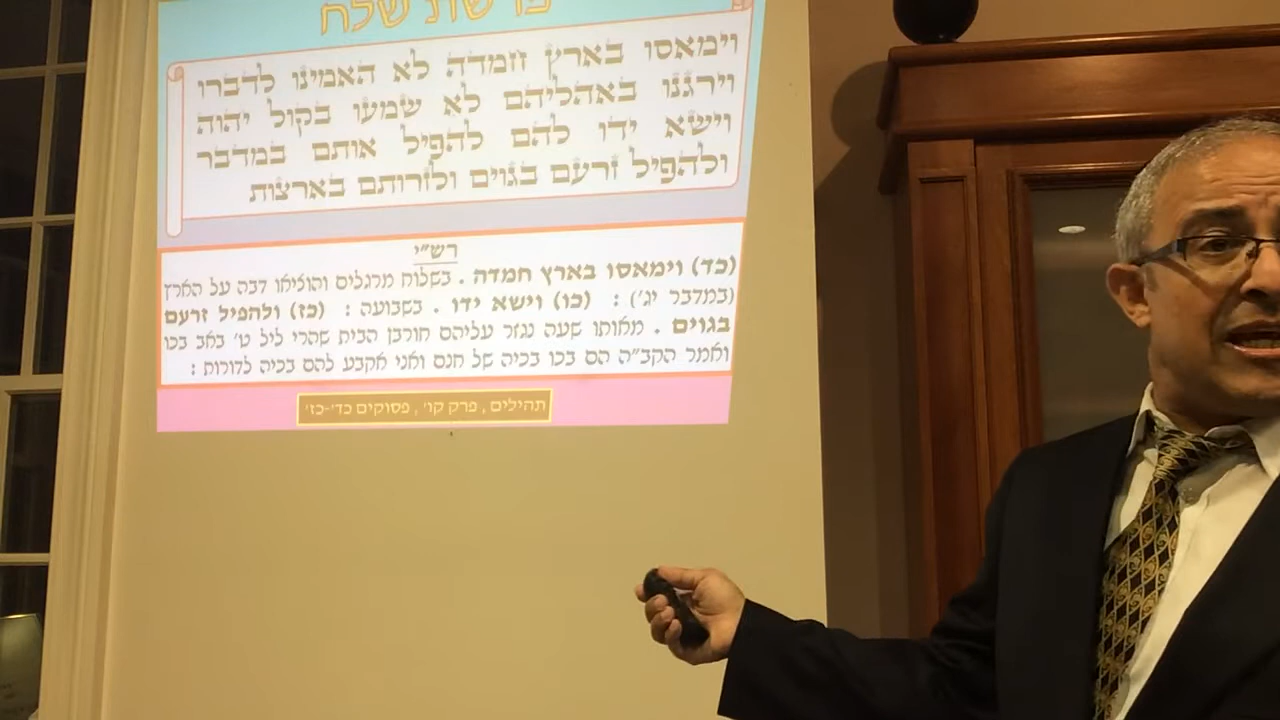 פרשת שלח
וימאסו בארץ חמדה לא האמינו לדברו
וירגנו באהליהם לא שמעו בקול יהוה
וישא ידו להם להפיל אותם במדבר
ולהפיל זרעם בגוים ולזרותם בארצות
רש"י
(כד) וימאסו בארץ חמדה . בשלוח מרגלים והוציאו דבה על הארץ
(במדבר יג') : (כו) וישא ידו . בשבועה : (כז) ולהפיל זרעם
בגוים . מאותו שעה נגזר עליהם חורבן הבית שהרי ליל ט' באב בכו
ואמר הקב"ה הם בכו בכיה של חנם ואני אקבע להם בכיה לדורות :
תהילים , פרק קו' , פסוקים כד'-כז'